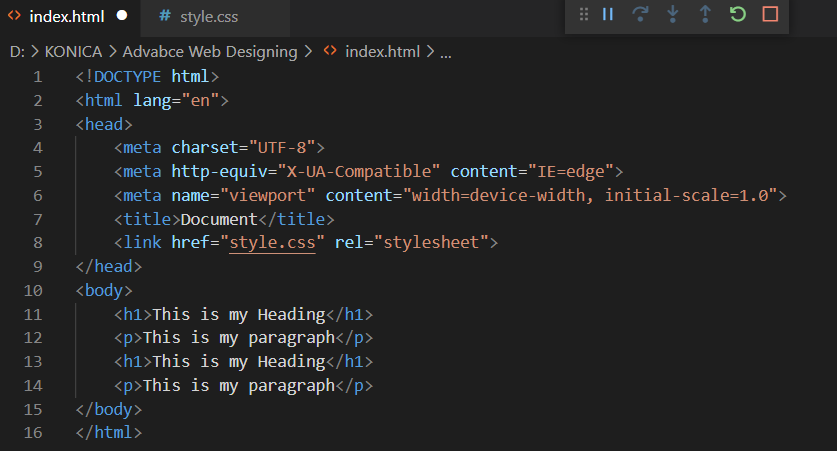 index.html style.css
D: > KONICA > Advabce Web Designing > index.html > ...
1 <!DOCTYPE html>
2 <html lang="en">
3 <head>
4     <meta charset="UTF-8">
5     <meta http-equiv="X-UA-Compatible" content="IE=edge">
6     <meta name="viewport" content="width=device-width, initial-scale=1.0">
7     <title>Document</title>
8     <link href="style.css" rel="stylesheet">
9 </head>
10 <body>
11     <h1>This is my Heading</h1>
12     <p>This is my paragraph</p>
13     <h1>This is my Heading</h1>
14     <p>This is my paragraph</p>
15 </body>
16 </html>